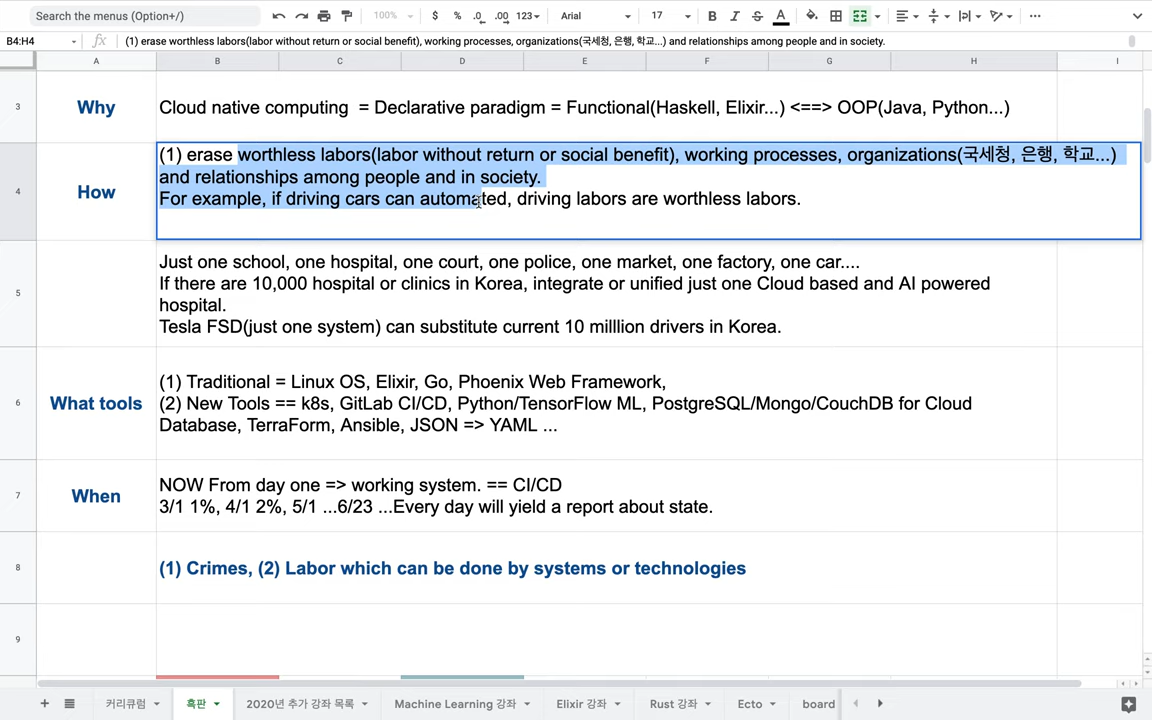 Search the menus (Option+/)
100%
$ % .0 .00 123
Arial
17
B I S A
B4:H4
fx
(1) erase worthless labors(labor without return or social benefit), working processes, organizations(국세청, 은행, 학교...) and relationships among people and in society.
A B C D E F G H I
3
Why
Cloud native computing = Declarative paradigm = Functional(Haskell, Elixir...) <==> OOP(Java, Python...)
4
How
(1) erase worthless labors(labor without return or social benefit), working processes, organizations(국세청, 은행, 학교...)
and relationships among people and in society.
For example, if driving cars can automated, driving labors are worthless labors.
5
Just one school, one hospital, one court, one police, one market, one factory, one car....
If there are 10,000 hospital or clinics in Korea, integrate or unified just one Cloud based and AI powered
hospital.
Tesla FSD(just one system) can substitute current 10 milllion drivers in Korea.
6
What tools
(1) Traditional = Linux OS, Elixir, Go, Phoenix Web Framework,
(2) New Tools == k8s, GitLab CI/CD, Python/TensorFlow ML, PostgreSQL/Mongo/CouchDB for Cloud
Database, TerraForm, Ansible, JSON => YAML ...
7
When
NOW From day one => working system. == CI/CD
3/1 1%, 4/1 2%, 5/1 ...6/23 ...Every day will yield a report about state.
8
(1) Crimes, (2) Labor which can be done by systems or technologies
9
커리큘럼
흑판
2020년 추가 강좌 목록
Machine Learning 강좌
Elixir 강좌
Rust 강좌
Ecto
board